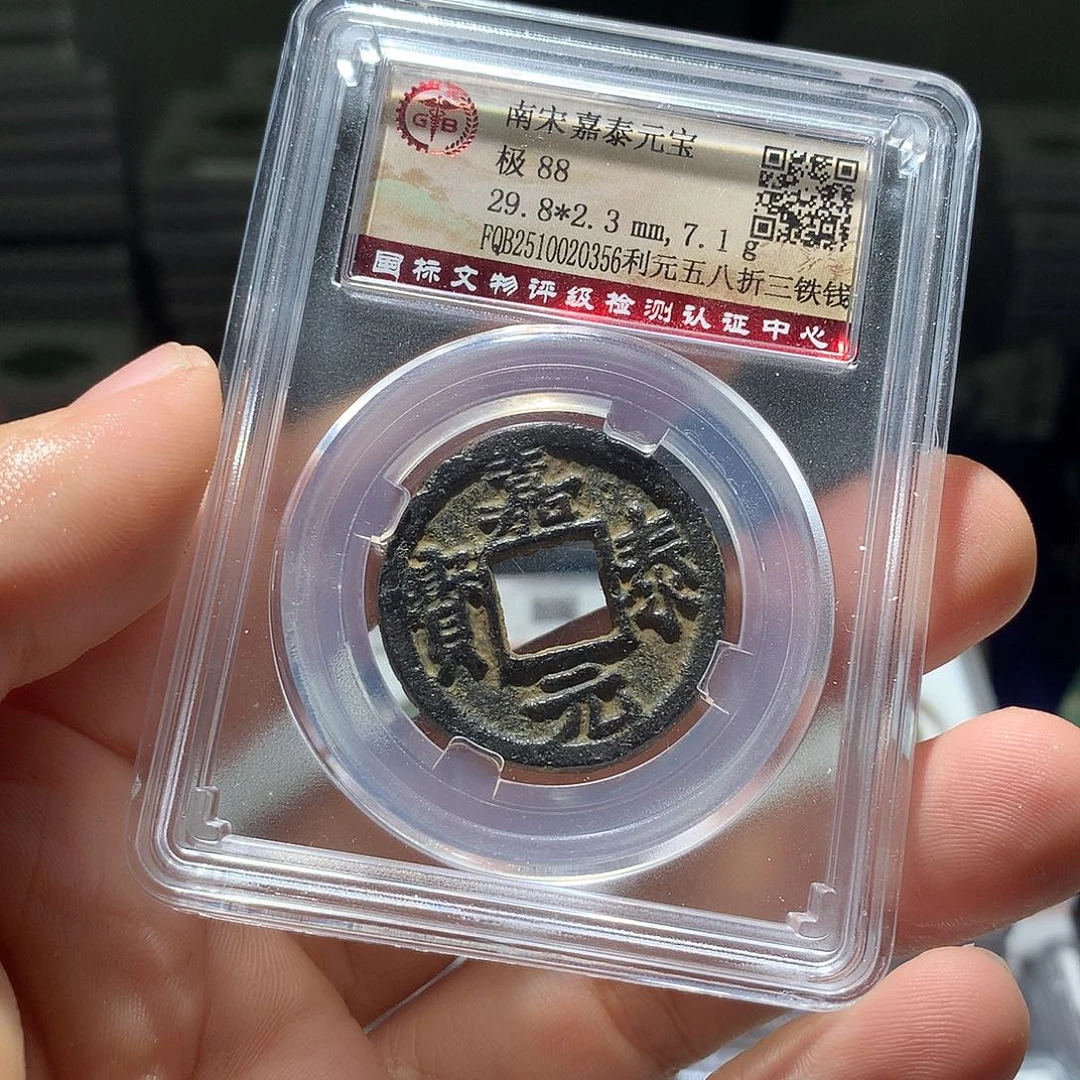 GB
南宋嘉泰元宝
极 88
29.8*2.3 mm, 7.1 g
FQB2510020356利元五八折三铁钱
国标文物评级检测认证中心
嘉泰元寶